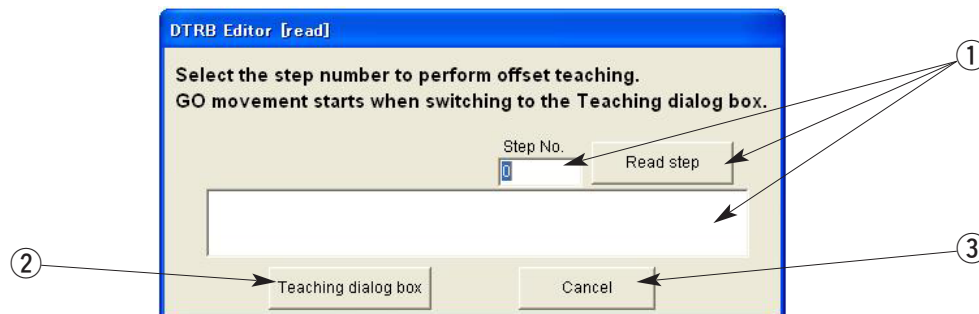 DTRB Editor [read]
Select the step number to perform offset teaching.
GO movement starts when switching to the Teaching dialog box.
①
Step No.
0
Read step
②
③
Teaching dialog box
Cancel